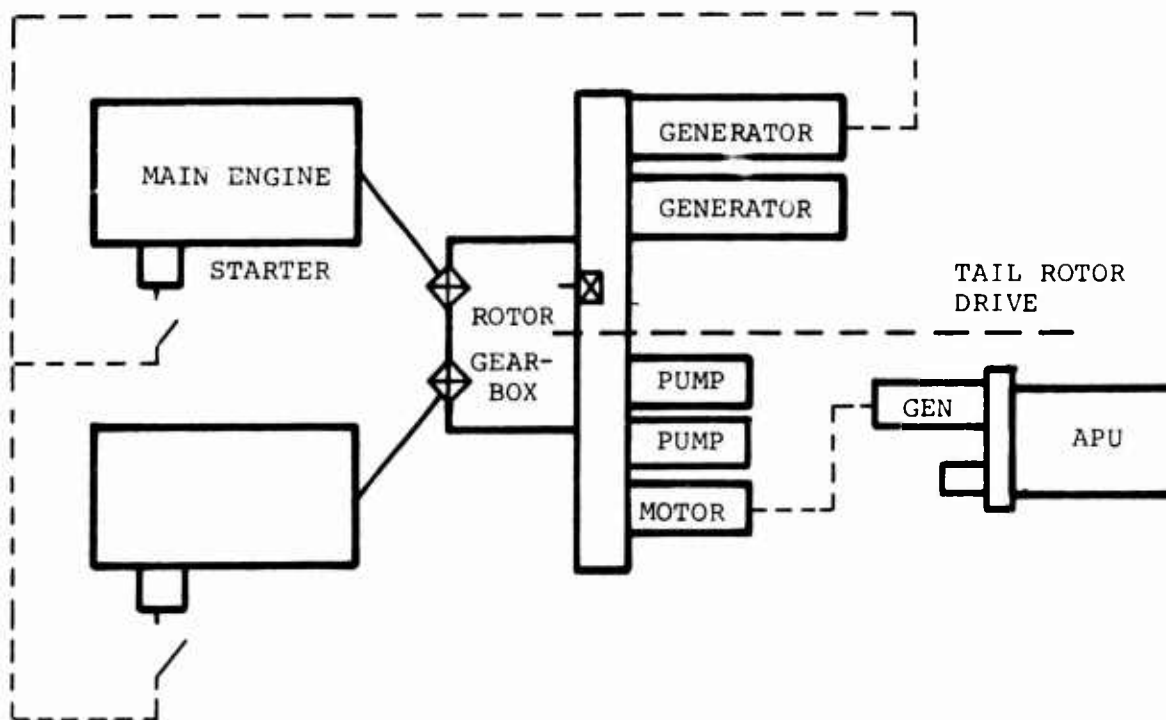 GENERATOR
MAIN ENGINE
GENERATOR
STARTER
TAIL ROTOR
DRIVE
ROTOR
GEAR-
BOX
PUMP
GEN
PUMP
APU
MOTOR